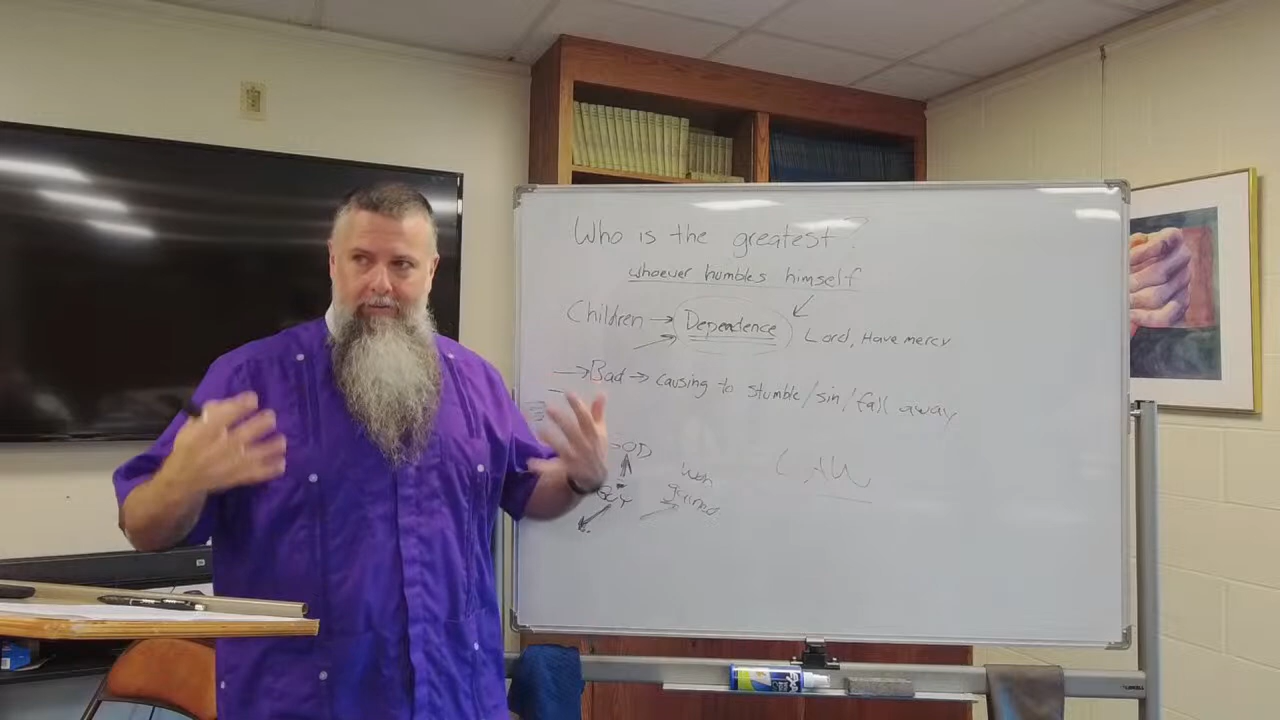 Who is the greatest?
whoever humbles himself
Children → Dependence
Lord, Have mercy
→ Bad → causing to stumble/sin/fall away
GOD
LAW